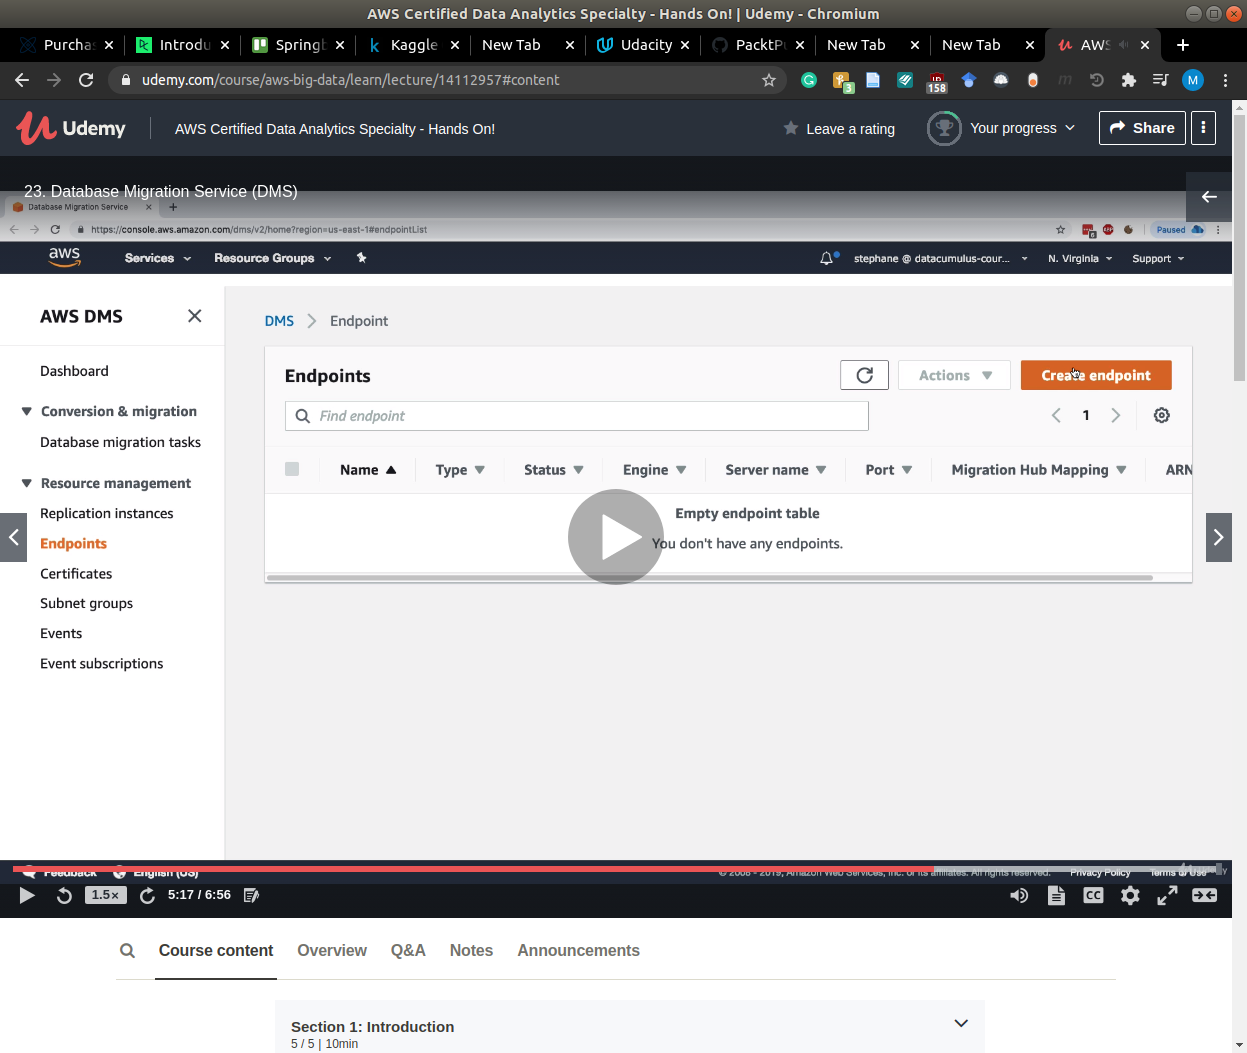 AWS Certified Data Analytics Specialty - Hands On! | Udemy - Chromium
Purcha
Introdu
Spring
Kaggle
New Tab
Udacity
PacktP
New Tab
New Tab
AWS
udemy.com/course/aws-big-data/learn/lecture/14112957#content
3
158
m
M
Udemy
AWS Certified Data Analytics Specialty - Hands On!
Leave a rating
Your progress
Share
23. Database Migration Service (DMS)
Database Migration Service
https://console.aws.amazon.com/dms/v2/home?region=us-east-1#endpointList
Paused
aws
Services
Resource Groups
stephane @ datacumulus-cour...
N. Virginia
Support
AWS DMS
DMS
Endpoint
Endpoints
Actions
Create endpoint
Find endpoint
1
Dashboard
Conversion & migration
Database migration tasks
Resource management
Replication instances
Endpoints
Certificates
Subnet groups
Events
Event subscriptions
Name
Type
Status
Engine
Server name
Port
Migration Hub Mapping
ARN
Empty endpoint table
You don't have any endpoints.
Feedback
English (US)
© 2008 - 2019, Amazon Web Services, Inc. or its affiliates. All rights reserved.
Privacy Policy
Terms of Use
1.5×
5:17 / 6:56
CC
Course content
Overview
Q&A
Notes
Announcements
Section 1: Introduction
5 / 5 | 10min